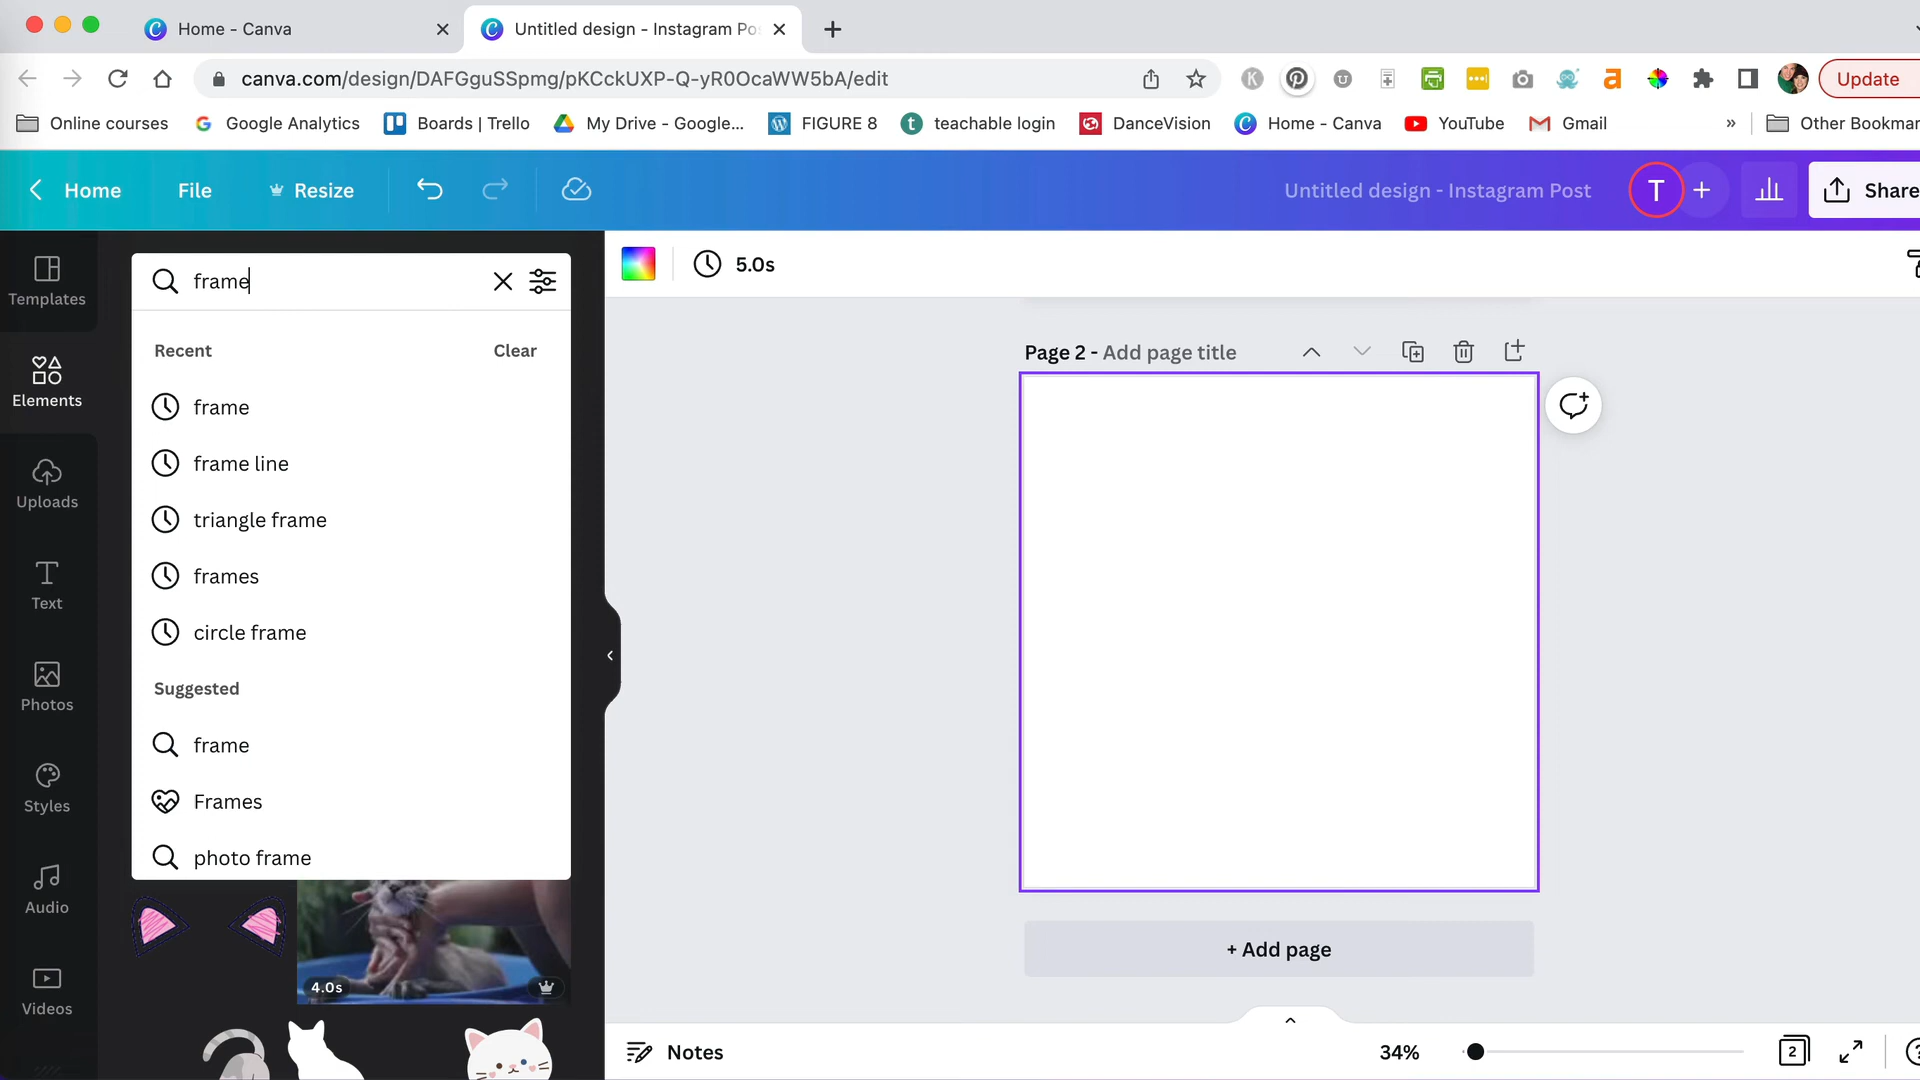 Home - Canva
Untitled design - Instagram Po
canva.com/design/DAFGguSSpmg/pKCckUXP-Q-yR0OcaWW5bA/edit
Update
Online courses
Google Analytics
Boards | Trello
My Drive - Google...
FIGURE 8
teachable login
DanceVision
Home - Canva
YouTube
Gmail
»
Other Bookmar
Home
File
Resize
Untitled design - Instagram Post
T
Share
Templates
Elements
Uploads
Text
Photos
Styles
Audio
Videos
frame
Recent
Clear
frame
frame line
triangle frame
frames
circle frame
Suggested
frame
Frames
photo frame
4.0s
5.0s
Page 2 - Add page title
+ Add page
Notes
34%
2